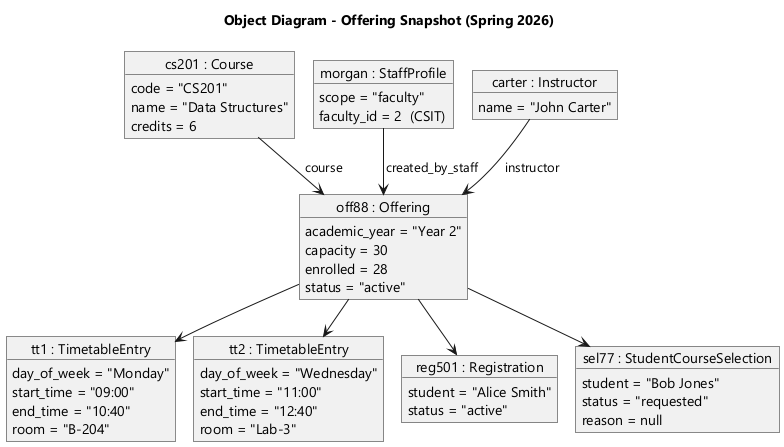 Object Diagram - Offering Snapshot (Spring 2026)
cs201 : Course
code = "CS201"
name = "Data Structures"
credits = 6
morgan : StaffProfile
scope = "faculty"
faculty_id = 2  (CSIT)
carter : Instructor
name = "John Carter"
course
created_by_staff
instructor
off88 : Offering
academic_year = "Year 2"
capacity = 30
enrolled = 28
status = "active"
tt1 : TimetableEntry
day_of_week = "Monday"
start_time = "09:00"
end_time = "10:40"
room = "B-204"
tt2 : TimetableEntry
day_of_week = "Wednesday"
start_time = "11:00"
end_time = "12:40"
room = "Lab-3"
reg501 : Registration
student = "Alice Smith"
status = "active"
sel77 : StudentCourseSelection
student = "Bob Jones"
status = "requested"
reason = null